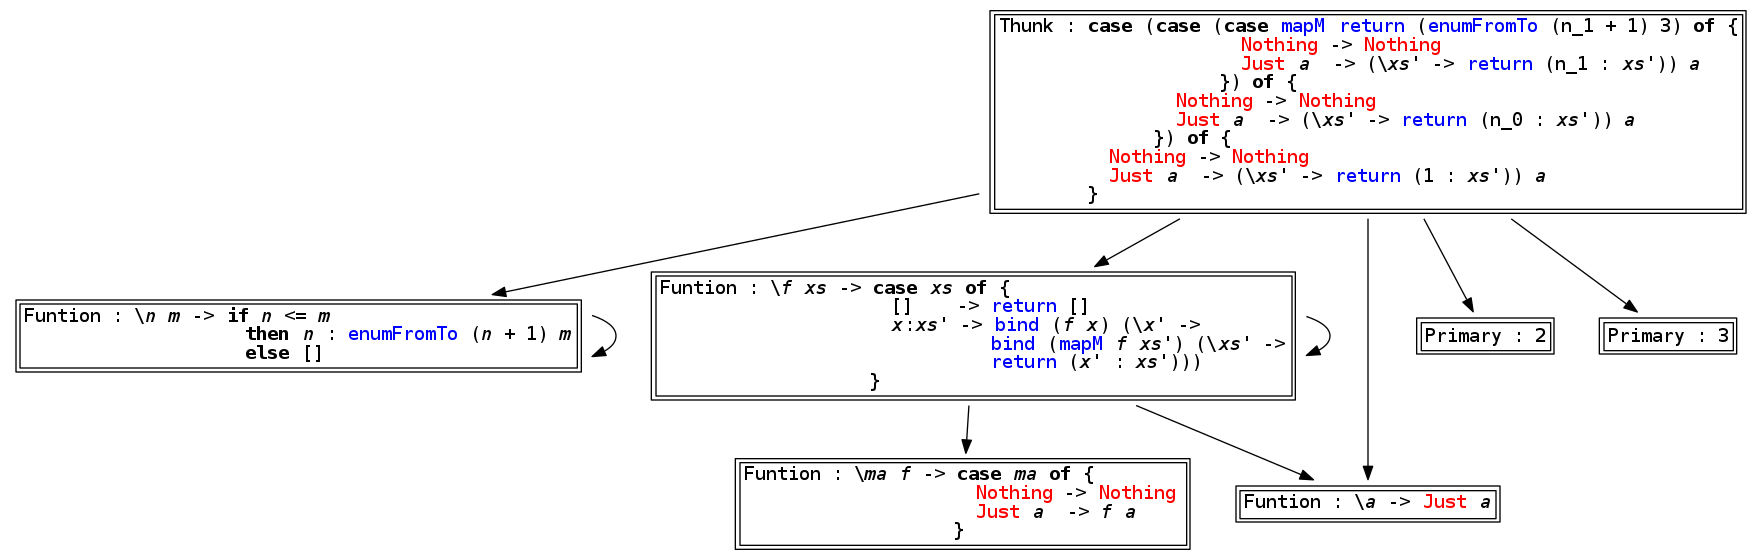 Thunk : case (case (case mapM return (enumFromTo (n_1 + 1) 3) of {
Nothing -> Nothing
Just a  -> (\xs' -> return (n_1 : xs')) a
}) of {
Nothing -> Nothing
Just a  -> (\xs' -> return (n_0 : xs')) a
}) of {
Nothing -> Nothing
Just a  -> (\xs' -> return (1 : xs')) a
}
Funtion : \n m -> if n <= m
then n : enumFromTo (n + 1) m
else []
Funtion : \f xs -> case xs of {
[]    -> return []
x:xs' -> bind (f x) (\x' ->
bind (mapM f xs') (\xs' ->
return (x' : xs')))
}
Primary : 2
Primary : 3
Funtion : \ma f -> case ma of {
Nothing -> Nothing
Just a  -> f a
}
Funtion : \a -> Just a